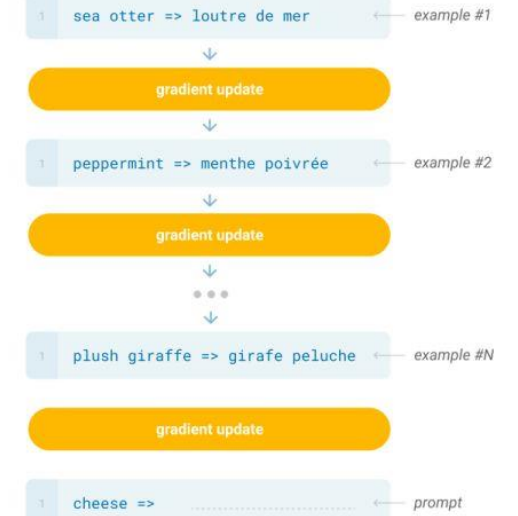 1 sea otter => loutre de mer example #1
gradient update
1 peppermint => menthe poivrée example #2
gradient update
1 plush giraffe => girafe peluche example #N
gradient update
1 cheese => prompt